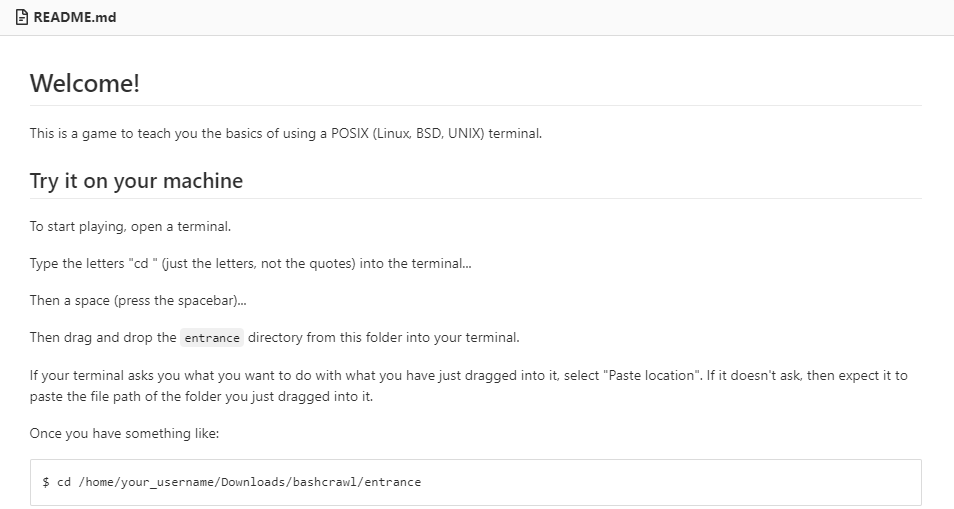 README.md
Welcome!
This is a game to teach you the basics of using a POSIX (Linux, BSD, UNIX) terminal.
Try it on your machine
To start playing, open a terminal.
Type the letters "cd " (just the letters, not the quotes) into the terminal...
Then a space (press the spacebar)...
Then drag and drop the entrance directory from this folder into your terminal.
If your terminal asks you what you want to do with what you have just dragged into it, select "Paste location". If it doesn't ask, then expect it to
paste the file path of the folder you just dragged into it.
Once you have something like:
$ cd /home/your_username/Downloads/bashcrawl/entrance